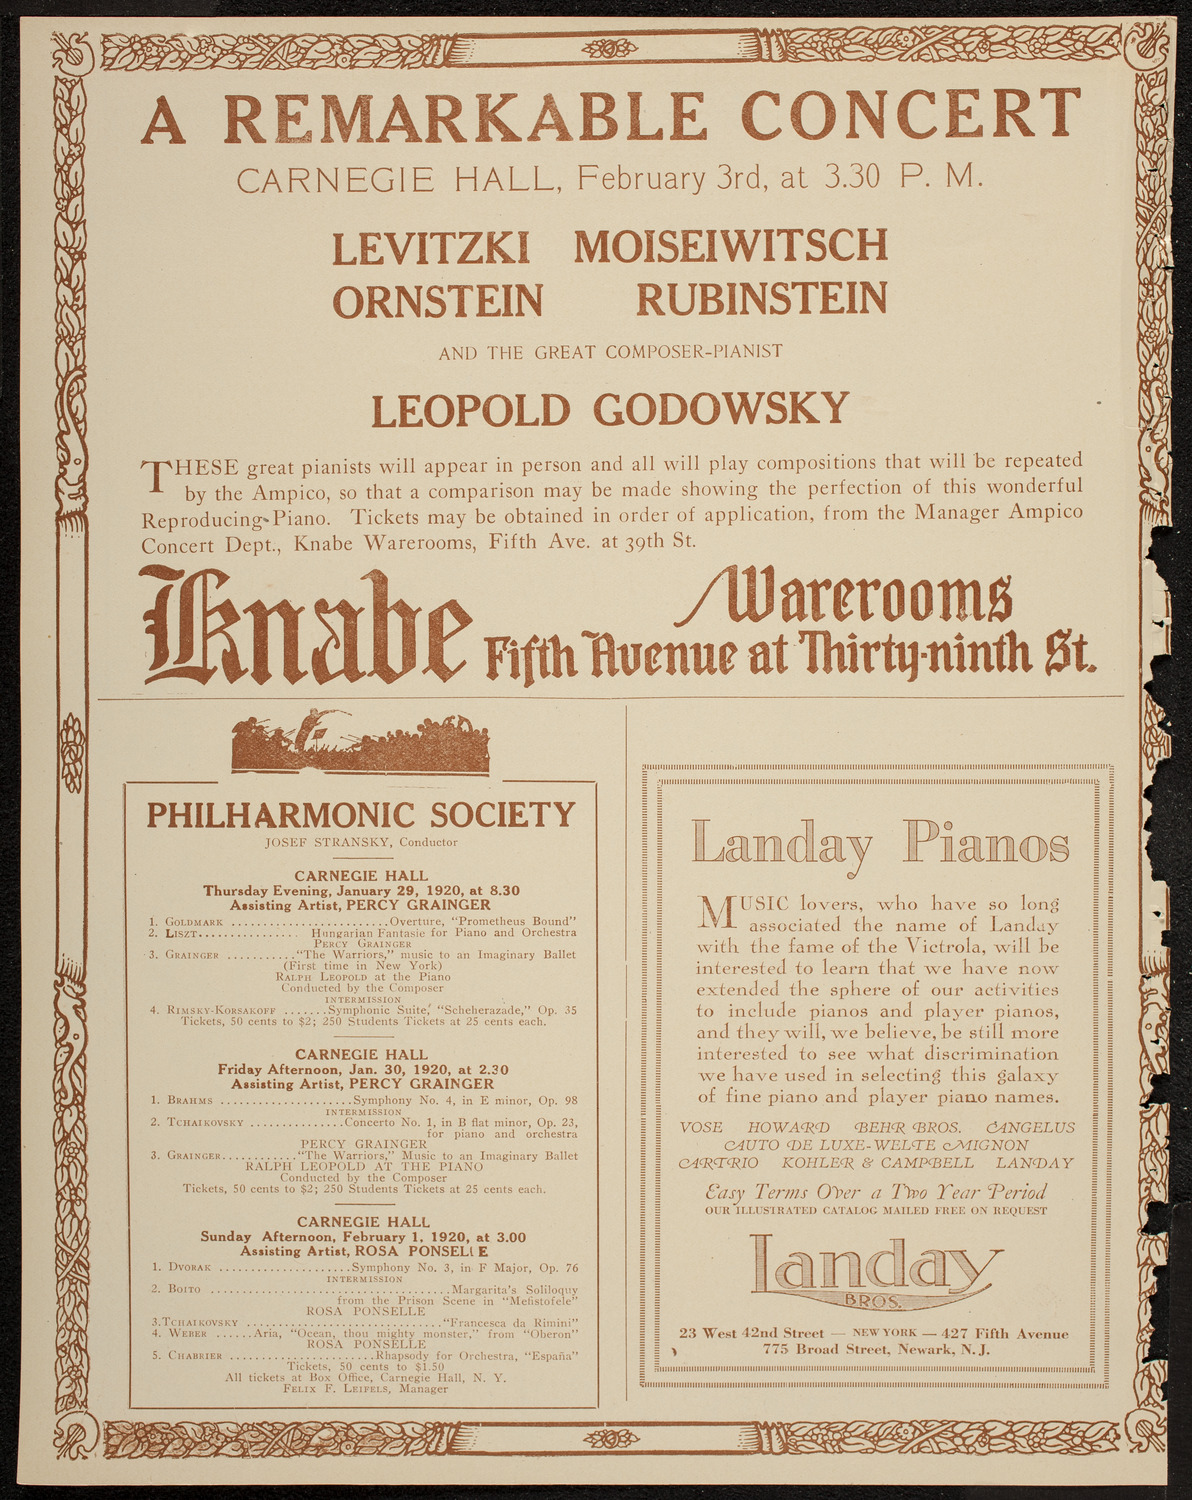 A REMARKABLE CONCERT
CARNEGIE HALL, February 3rd, at 3.30 P. M.
LEVITZKI MOISEIWITSCH
ORNSTEIN RUBINSTEIN
AND THE GREAT COMPOSER-PIANIST
LEOPOLD GODOWSKY
THESE great pianists will appear in person and all will play compositions that will be repeated
by the Ampico, so that a comparison may be made showing the perfection of this wonderful
Reproducing-Piano. Tickets may be obtained in order of application, from the Manager Ampico
Concert Dept., Knabe Warerooms, Fifth Ave. at 39th St.
Knabe Warerooms
Fifth Avenue at Thirty-ninth St.
PHILHARMONIC SOCIETY
JOSEF STRANSKY, Conductor
CARNEGIE HALL
Thursday Evening, January 29, 1920, at 8.30
Assisting Artist, PERCY GRAINGER
1. GOLDMARK ......................Overture, "Prometheus Bound"
2. LISZT................ Hungarian Fantasie for Piano and Orchestra
PERCY GRAINGER
3. GRAINGER .........."The Warriors," music to an Imaginary Ballet
(First time in New York)
RALPH LEOPOLD at the Piano
Conducted by the Composer
INTERMISSION
4. RIMSKY-KORSAKOFF .......Symphonic Suite, "Scheherazade," Op. 35
Tickets, 50 cents to $2; 250 Students Tickets at 25 cents each.
CARNEGIE HALL
Friday Afternoon, Jan. 30, 1920, at 2.30
Assisting Artist, PERCY GRAINGER
1. BRAHMS .....................Symphony No. 4, in E minor, Op. 98
INTERMISSION
2. TCHAIKOVSKY ...............Concerto No. 1, in B flat minor, Op. 23,
for piano and orchestra
PERCY GRAINGER
3. GRAINGER..........."The Warriors," Music to an Imaginary Ballet
RALPH LEOPOLD AT THE PIANO
Conducted by the Composer
Tickets, 50 cents to $2; 250 Students Tickets at 25 cents each.
CARNEGIE HALL
Sunday Afternoon, February 1, 1920, at 3.00
Assisting Artist, ROSA PONSELLE
1. DVORAK .....................Symphony No. 3, in F Major, Op. 76
INTERMISSION
2. BOITO ......................................Margarita's Soliloquy
from the Prison Scene in "Mefistofele"
ROSA PONSELLE
3.TCHAIKOVSKY ..............................."Francesca da Rimini"
4. WEBER ......Aria, "Ocean, thou mighty monster," from "Oberon"
ROSA PONSELLE
5. CHABRIER .......................Rhapsody for Orchestra, "España"
Tickets, 50 cents to $1.50
All tickets at Box Office, Carnegie Hall, N. Y.
FELIX F. LEIFELS, Manager
Landay Pianos
MUSIC lovers, who have so long
associated the name of Landay
with the fame of the Victrola, will be
interested to learn that we have now
extended the sphere of our activities
to include pianos and player pianos,
and they will, we believe, be still more
interested to see what discrimination
we have used in selecting this galaxy
of fine piano and player piano names.
VOSE HOWARD BEHR BROS. ANGELUS
AUTO DE LUXE-WELTE MIGNON
CARTRIO KOHLER & CAMPBELL LANDAY
Easy Terms Over a Two Year Period
OUR ILLUSTRATED CATALOG MAILED FREE ON REQUEST
Landay
BROS.
23 West 42nd Street — NEW YORK — 427 Fifth Avenue
775 Broad Street, Newark, N. J.